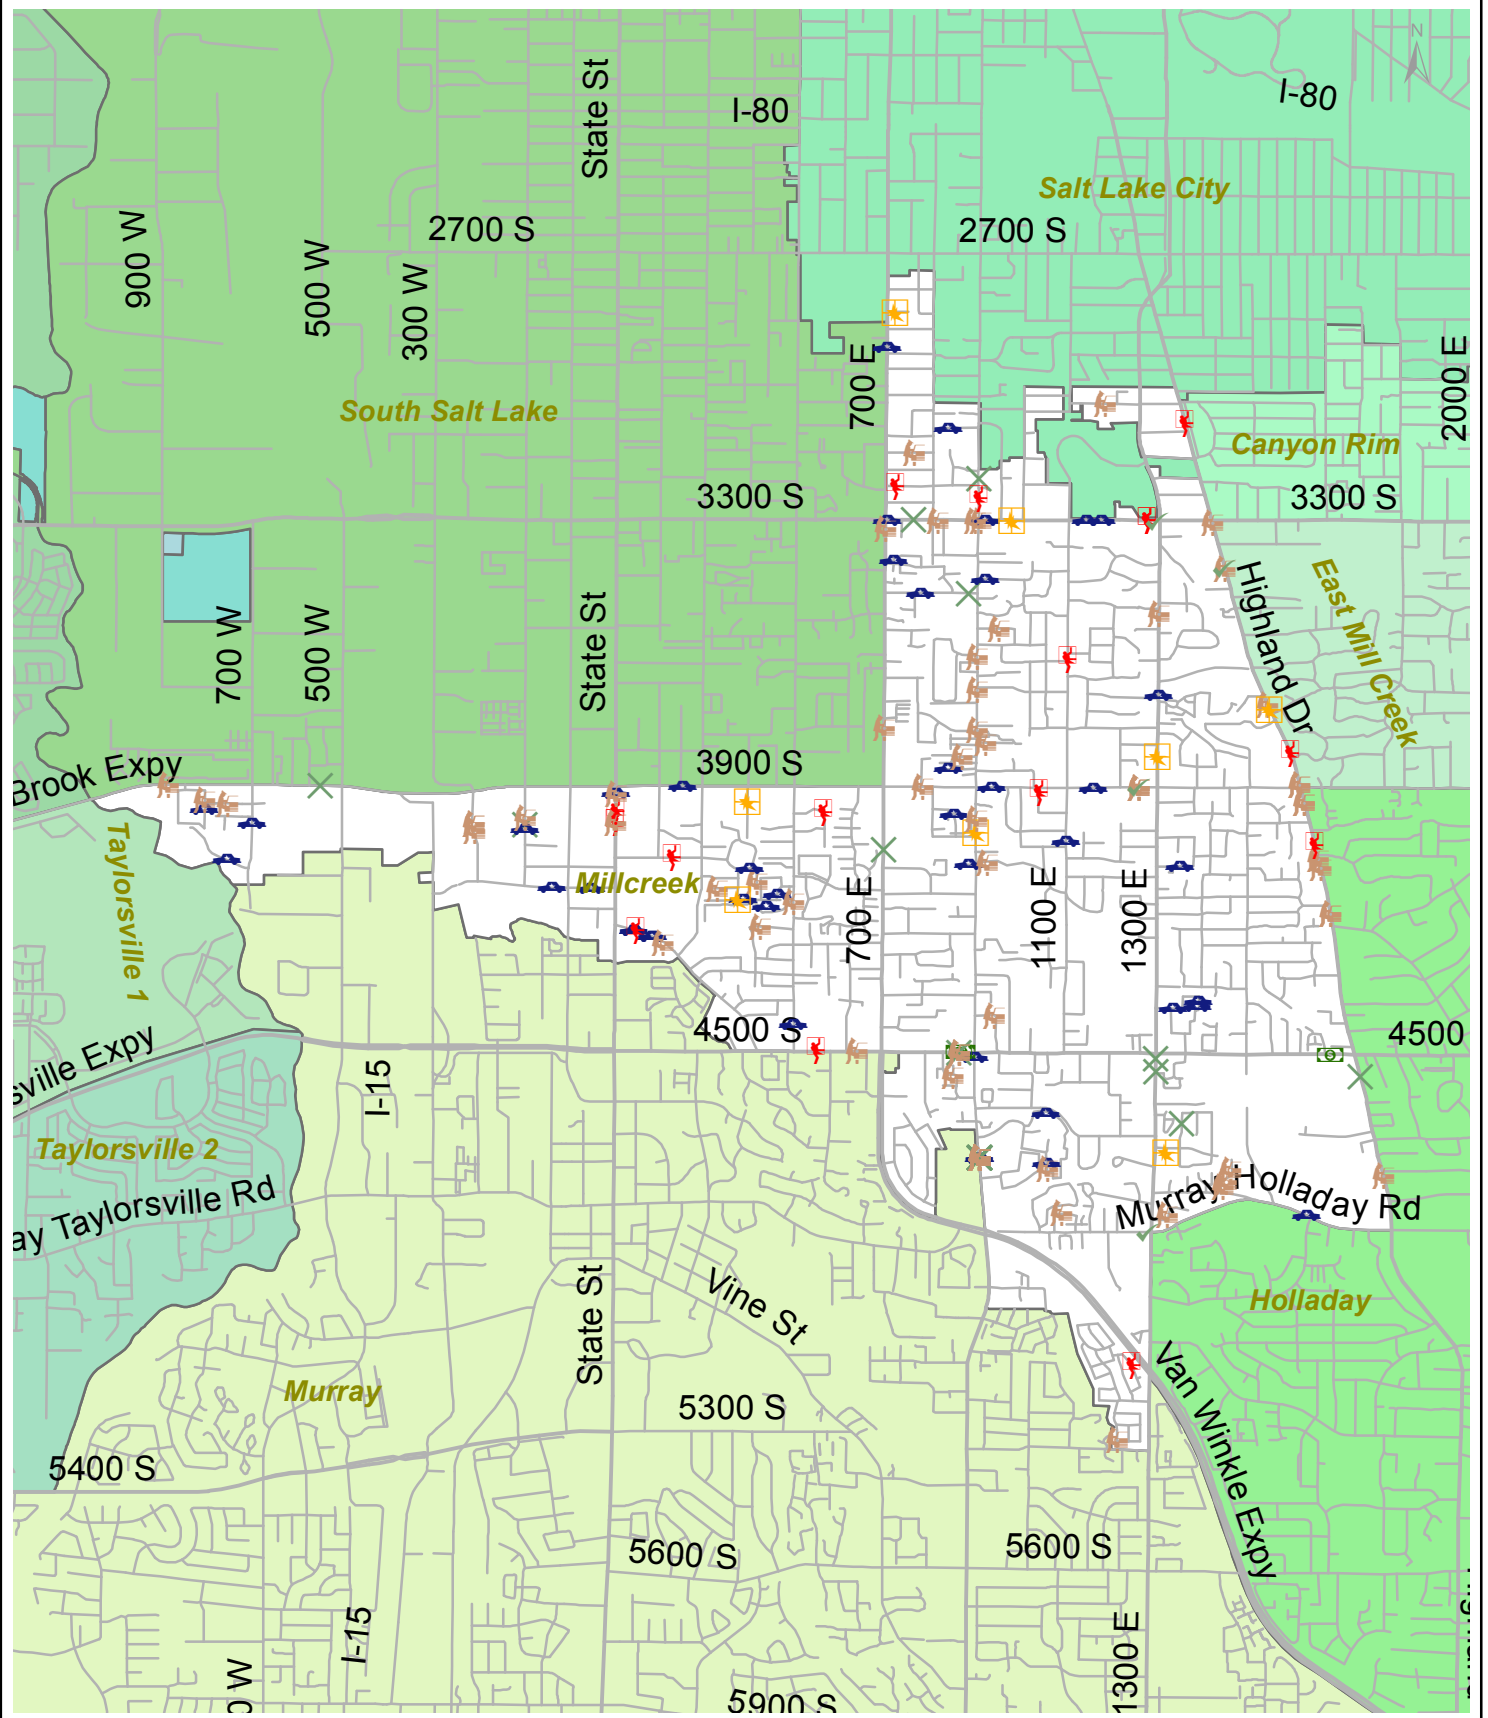 N
State St
I-80
I-80
Salt Lake City
900 W
2700 S
2700 S
500 W
300 W
700 E
2000 E
South Salt Lake
Canyon Rim
3300 S
3300 S
Highland Dr
East Mill Creek
700 W
500 W
State St
3900 S
Brook Expy
Taylorsville 1
Millcreek
700 E
1100 E
1300 E
4500 S
4500
sville Expy
I-15
Taylorsville 2
ay Taylorsville Rd
Murray Holladay Rd
State St
Vine St
Holladay
Murray
Van Winkle Expy
5300 S
5400 S
5600 S
5600 S
I-15
1300 E
0 W
5900 S